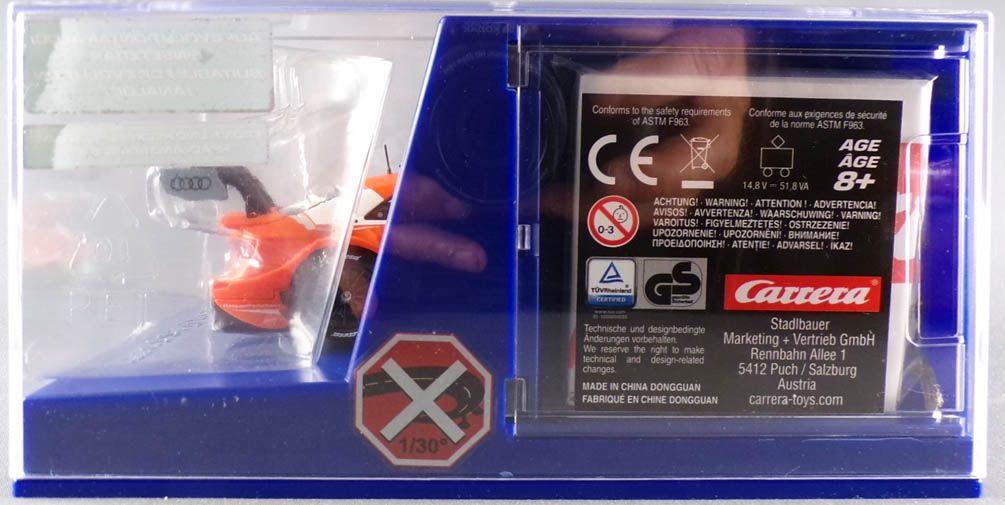 Conforms to the safety requirements
of ASTM F963.
Conforme aux exigences de sécurité
de la norme ASTM F963.
CE
14,8 V ⎓ 51,8 VA
AGE
ÂGE
8+
0-3
ACHTUNG! · WARNING! · ATTENTION ! · ADVERTENCIA!
AVISOS! · AVVERTENZA! · WAARSCHUWING! · VARNING!
VAROITUS! · FIGYELMEZTETÉS! · OSTRZEŻENIE!
UPOZORNENIE! · UPOZORNĚNÍ! · ВНИМАНИЕ!
ΠΡΟΕΙΔΟΠΟΙΗΣΗ! · ATENŢIE! · ADVARSEL! · IKAZ!
TÜVRheinland
CERTIFIED
GS
geprüfte
Sicherheit
Carrera
Technische und designbedingte
Änderungen vorbehalten.
We reserve the right to make
technical and design-related
changes.
MADE IN CHINA DONGGUAN
FABRIQUÉ EN CHINE DONGGUAN
Stadlbauer
Marketing + Vertrieb GmbH
Rennbahn Allee 1
5412 Puch / Salzburg
Austria
carrera-toys.com
1/30°